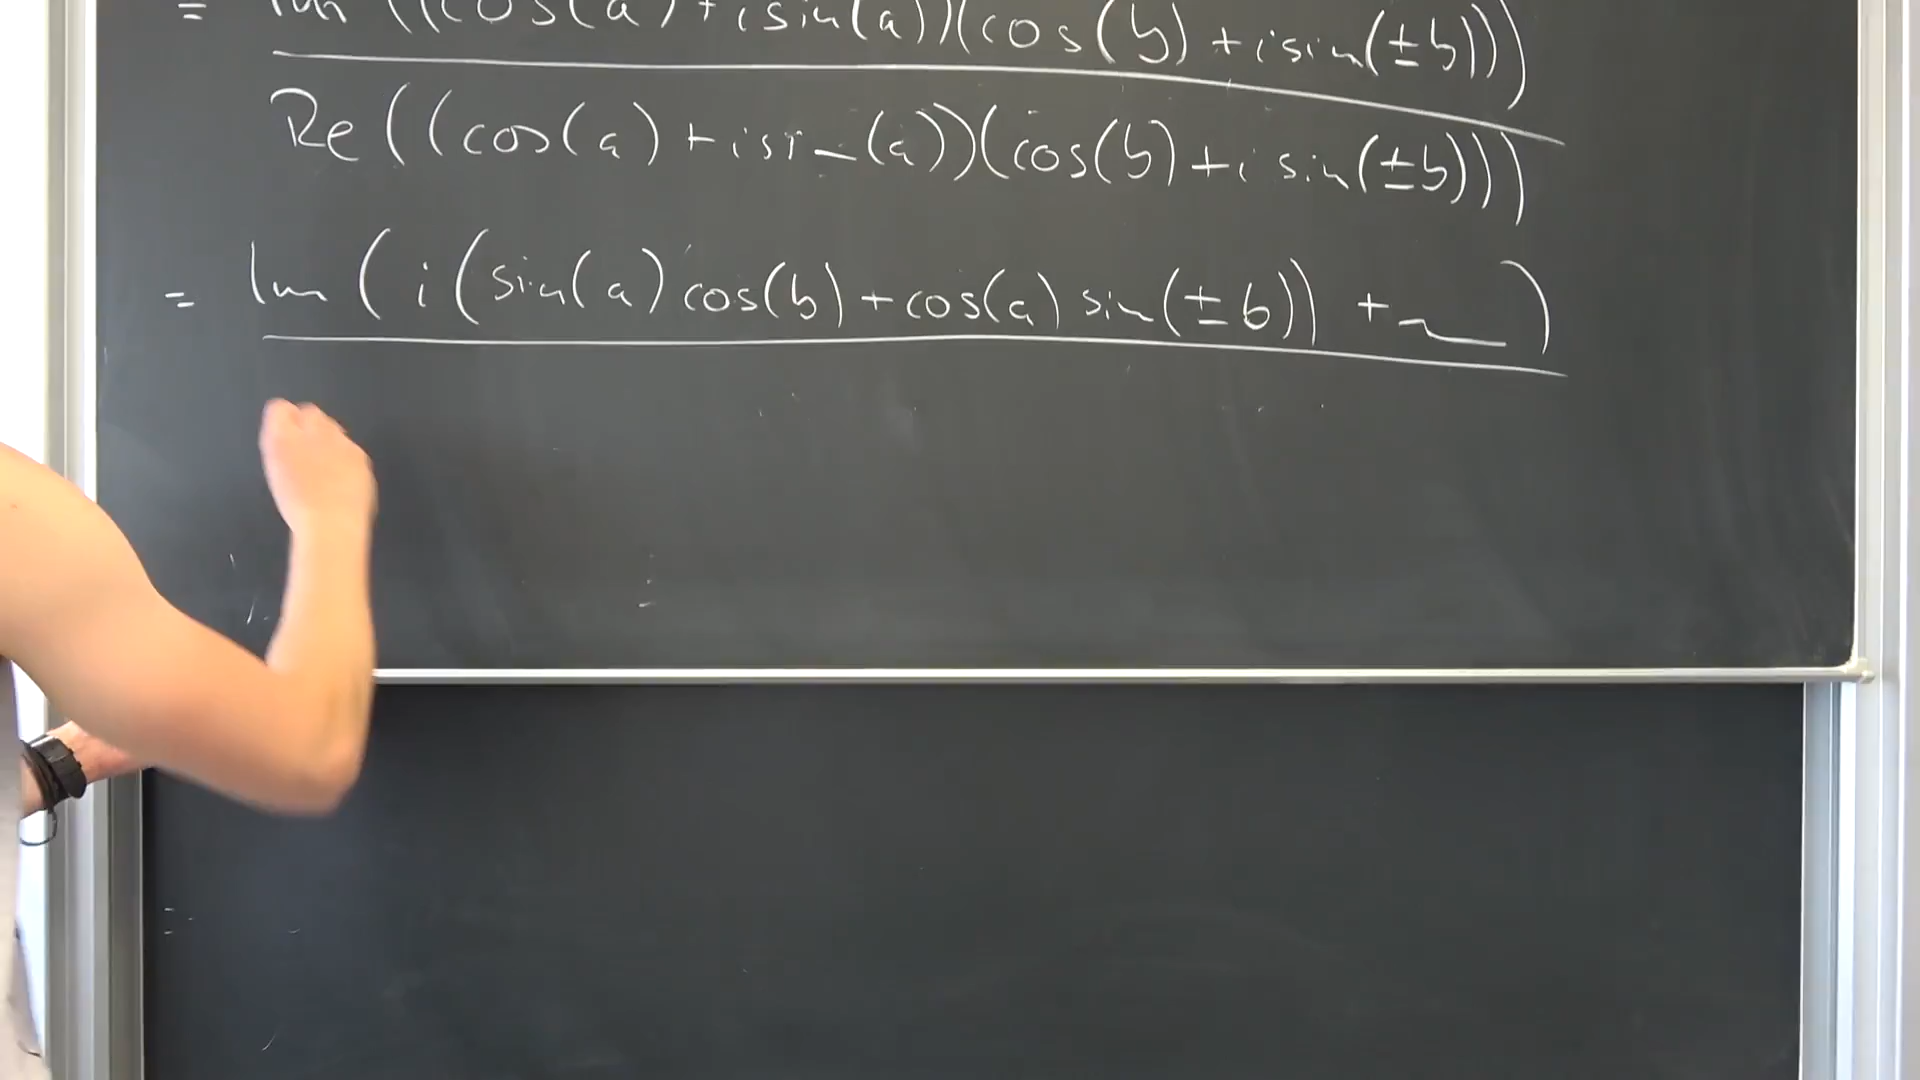 = Im ((cos(a) + i sin(a))(cos(b) + i sin(±b)))
Re((cos(a) + i sin(a))(cos(b) + i sin(±b)))
= Im ( i (sin(a) cos(b) + cos(a) sin(±b)) + ~ )